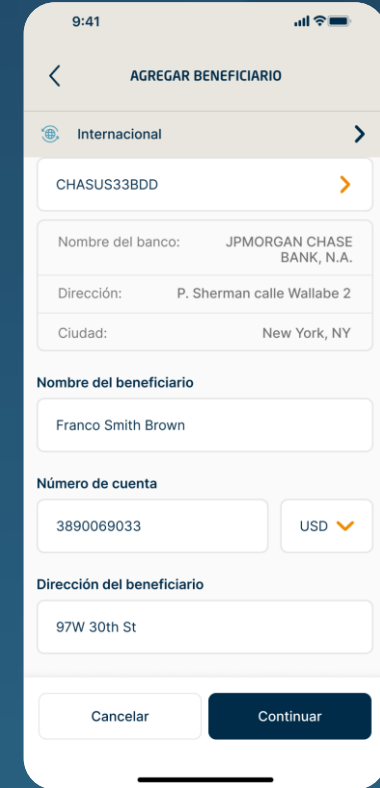 9:41
AGREGAR BENEFICIARIO
Internacional
CHASUS33BDD
Nombre del banco: JPMORGAN CHASE
BANK, N.A.
Dirección: P. Sherman calle Wallabe 2
Ciudad: New York, NY
Nombre del beneficiario
Franco Smith Brown
Número de cuenta
3890069033 USD
Dirección del beneficiario
97W 30th St
Cancelar Continuar